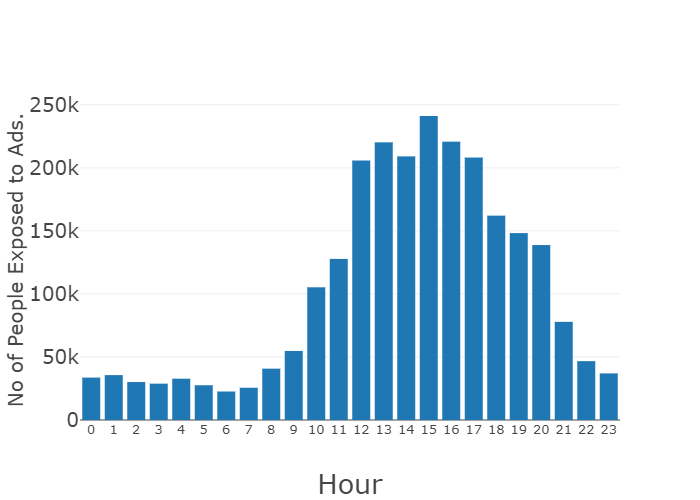 No of People Exposed to Ads.
250k
200k
150k
100k
50k
0
0 1 2 3 4 5 6 7 8 9 10 11 12 13 14 15 16 17 18 19 20 21 22 23
Hour